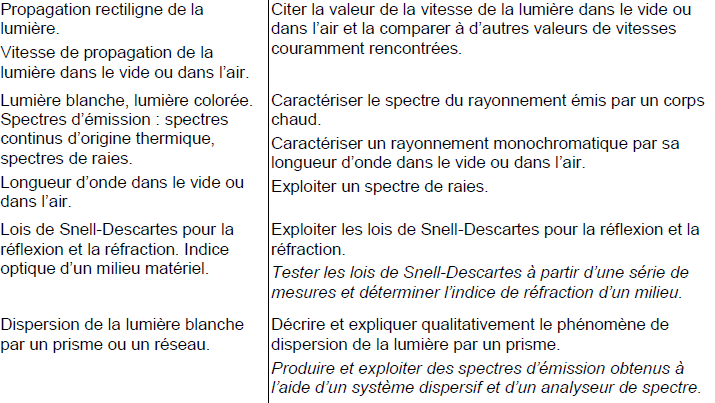 Propagation rectiligne de la
lumière.
Vitesse de propagation de la
lumière dans le vide ou dans l'air.
Citer la valeur de la vitesse de la lumière dans le vide ou
dans l'air et la comparer à d'autres valeurs de vitesses
couramment rencontrées.
Lumière blanche, lumière colorée.
Spectres d'émission : spectres
continus d'origine thermique,
spectres de raies.
Longueur d'onde dans le vide ou
dans l'air.
Caractériser le spectre du rayonnement émis par un corps
chaud.
Caractériser un rayonnement monochromatique par sa
longueur d'onde dans le vide ou dans l'air.
Exploiter un spectre de raies.
Lois de Snell-Descartes pour la
réflexion et la réfraction. Indice
optique d'un milieu matériel.
Exploiter les lois de Snell-Descartes pour la réflexion et la
réfraction.
Tester les lois de Snell-Descartes à partir d'une série de
mesures et déterminer l'indice de réfraction d'un milieu.
Dispersion de la lumière blanche
par un prisme ou un réseau.
Décrire et expliquer qualitativement le phénomène de
dispersion de la lumière par un prisme.
Produire et exploiter des spectres d'émission obtenus à
l'aide d'un système dispersif et d'un analyseur de spectre.